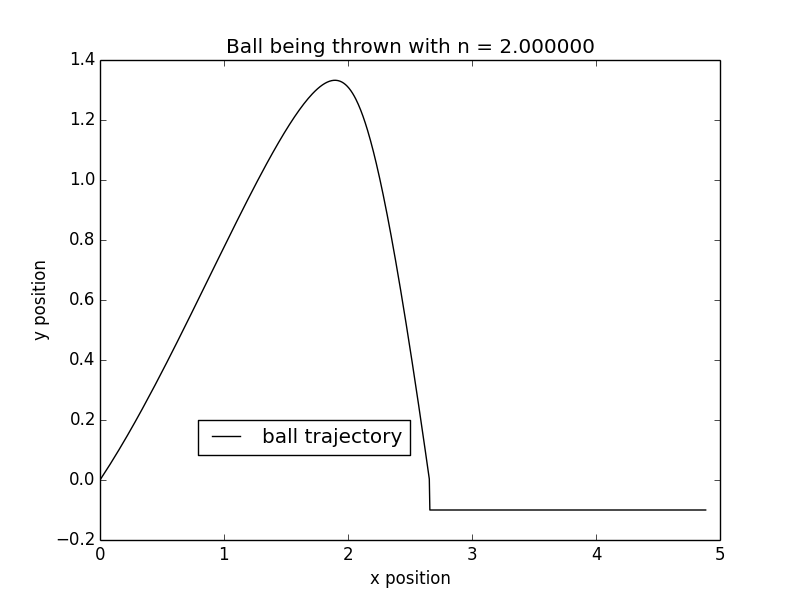 Ball being thrown with n = 2.000000
1.4
1.2
1.0
0.8
0.6
0.4
0.2
0.0
−0.2
y position
ball trajectory
0 1 2 3 4 5
x position